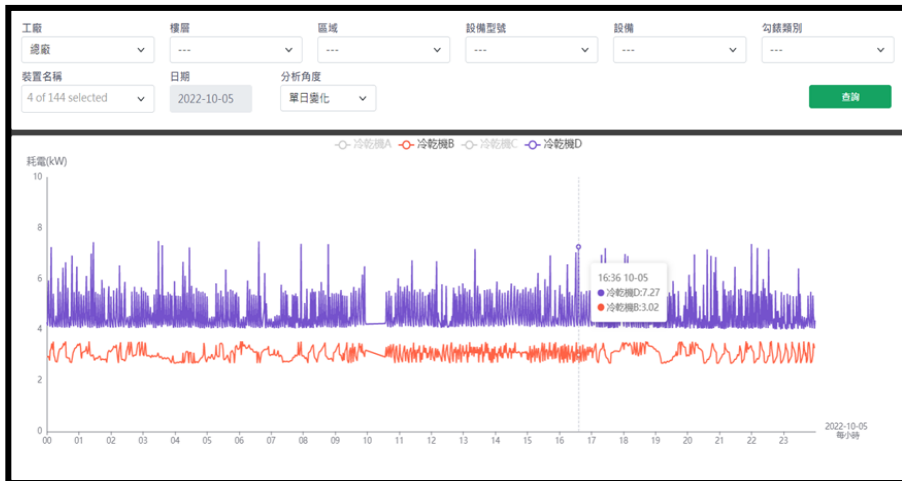 工廠 樓層 區域 設備型號 設備 勾錶類別
總廠 --- --- --- --- ---
裝置名稱 日期 分析角度
4 of 144 selected 2022-10-05 單日變化 查詢
冷乾機A 冷乾機B 冷乾機C 冷乾機D
耗電(kW)
10
8
6
4
2
0
16:36 10-05
冷乾機D:7.27
冷乾機B:3.02
00 01 02 03 04 05 06 07 08 09 10 11 12 13 14 15 16 17 18 19 20 21 22 23
2022-10-05
每小時